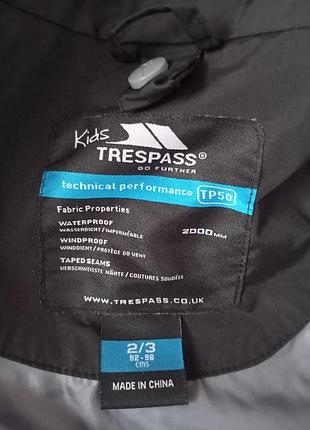 Kids
TRESPASS®
GO FURTHER
technical performance TP50
Fabric Properties
WATERPROOF 2000MM
WASSERDICHT / IMPERMÉABLE
WINDPROOF
WINDDICHT / PROTÈGE DU VENT
TAPED SEAMS
VERSCHWEISSTE NÄHTE / COUTURES SOUDÉES
WWW.TRESPASS.CO.UK
2/3
92-98
CMS
MADE IN CHINA